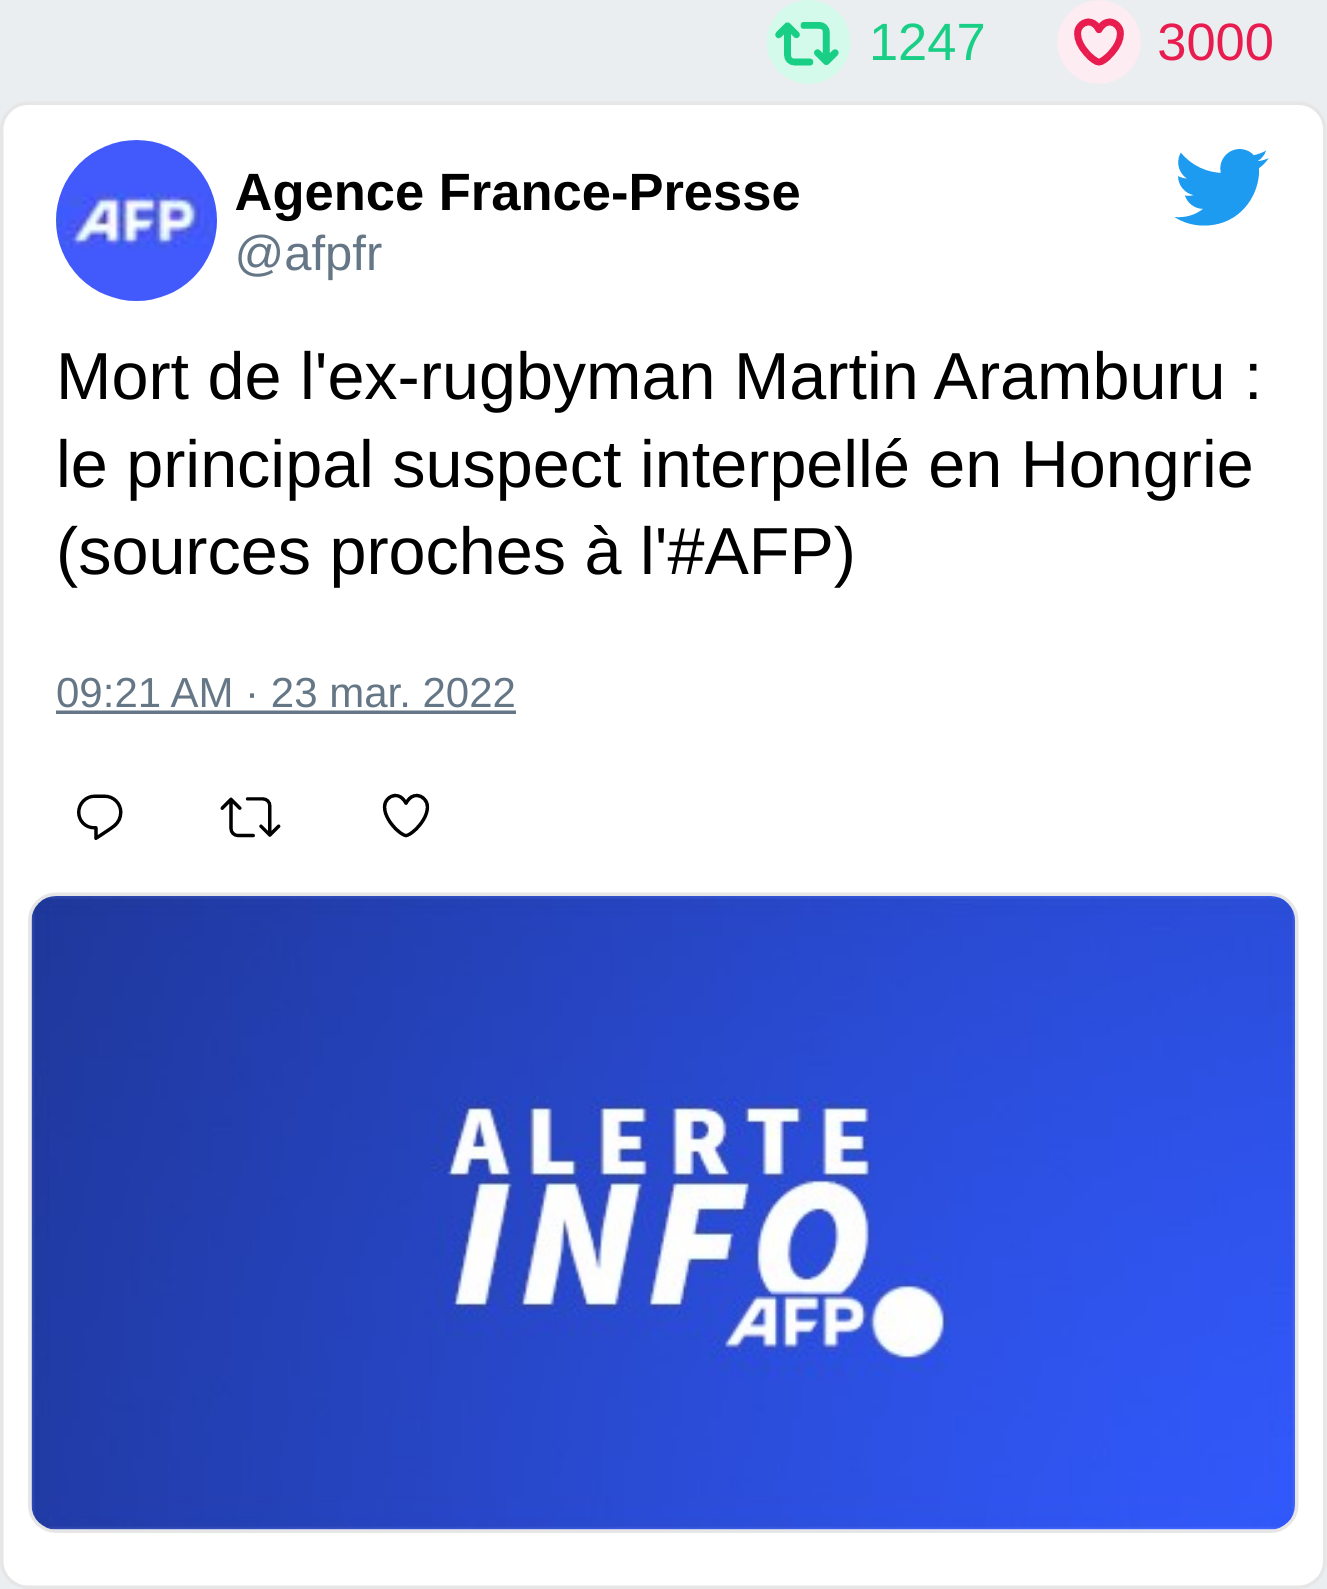 1247 3000
AFP
Agence France-Presse
@afpfr
Mort de l'ex-rugbyman Martin Aramburu :
le principal suspect interpellé en Hongrie
(sources proches à l'#AFP)
09:21 AM · 23 mar. 2022
ALERTE
INFO
AFP